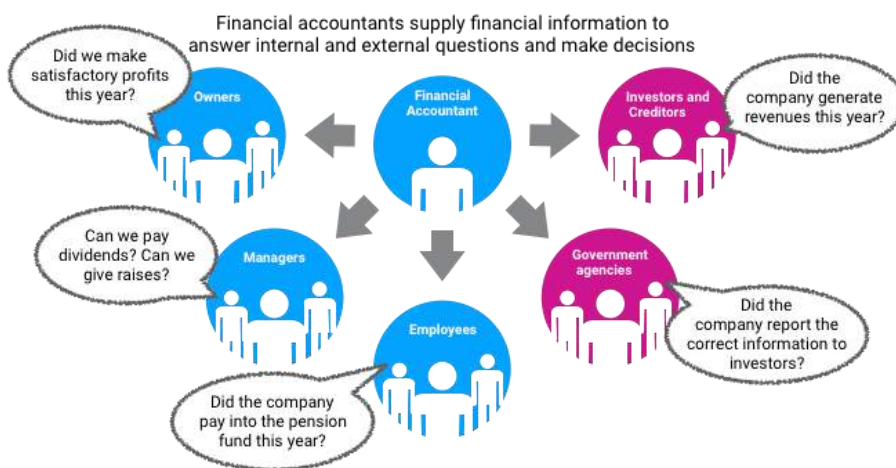 Financial accountants supply financial information to
answer internal and external questions and make decisions
Did we make
satisfactory profits
this year?
Owners
Financial
Accountant
Investors and
Creditors
Did the
company generate
revenues this year?
Can we pay
dividends? Can we
give raises?
Managers
Government
agencies
Did the
company report the
correct information to
investors?
Employees
Did the company
pay into the pension
fund this year?